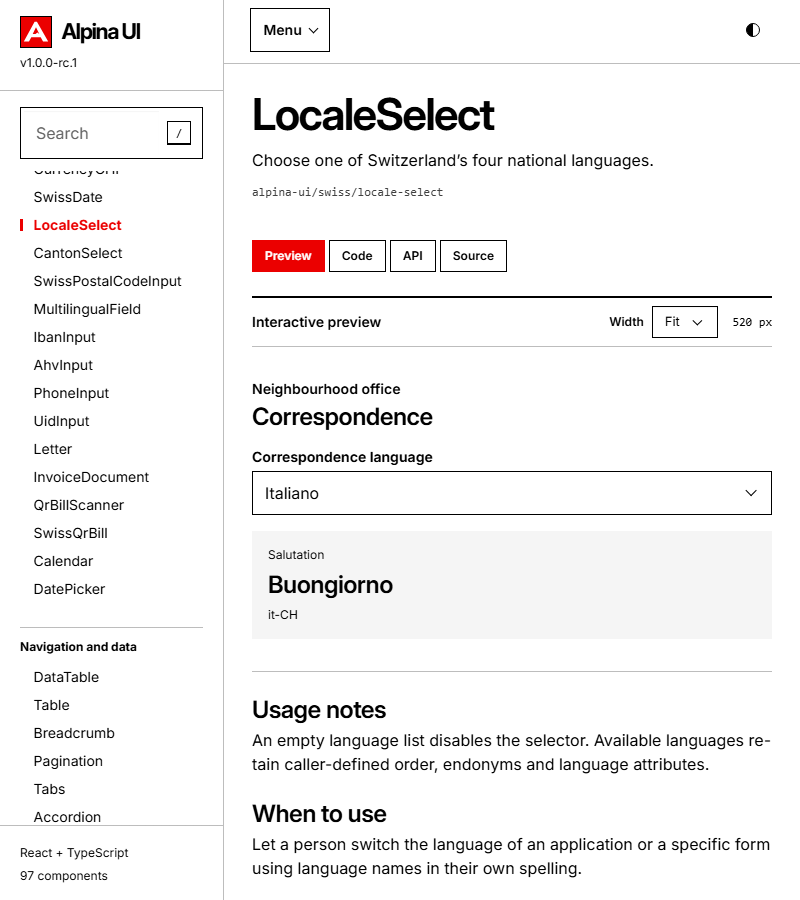 Alpina UI
v1.0.0-rc.1
Search
/
SwissDate
LocaleSelect
CantonSelect
SwissPostalCodeInput
MultilingualField
IbanInput
AhvInput
PhoneInput
UidInput
Letter
InvoiceDocument
QrBillScanner
SwissQrBill
Calendar
DatePicker
Navigation and data
DataTable
Table
Breadcrumb
Pagination
Tabs
Accordion
React + TypeScript
97 components
Menu
LocaleSelect
Choose one of Switzerland’s four national languages.
alpina-ui/swiss/locale-select
Preview Code API Source
Interactive preview Width Fit 520 px
Neighbourhood office
Correspondence
Correspondence language
Italiano
Salutation
Buongiorno
it-CH
Usage notes
An empty language list disables the selector. Available languages re-
tain caller-defined order, endonyms and language attributes.
When to use
Let a person switch the language of an application or a specific form
using language names in their own spelling.